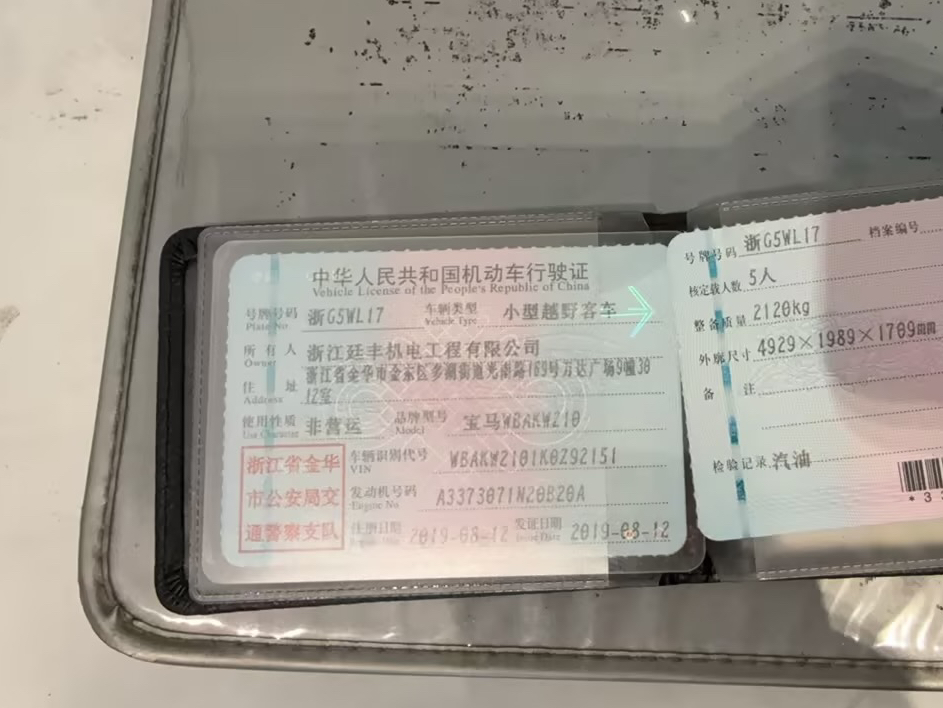 中华人民共和国机动车行驶证
Vehicle License of the People's Republic of China
号牌号码 浙G5WL17 车辆类型 小型越野客车
Plate No. Vehicle Type
所有人 浙江廷丰机电工程有限公司
Owner
浙江省金华市金东区多湖街道光南路769号万达广场9幢30
住址 12室
Address
使用性质 非营运 品牌型号 宝马WBAKW210
Use Character Model
浙江省金华
市公安局交
通警察支队
车辆识别代号 WBAKW2101K0Z92151
VIN
发动机号码 A3373071N20B20A
Engine No.
注册日期 2019-08-12 发证日期 2019-08-12
Issue Date
号牌号码 浙G5WL17 档案编号
核定载人数 5人
整备质量 2120kg
外廓尺寸 4929×1989×1709mm
备注
检验记录 汽油
*3